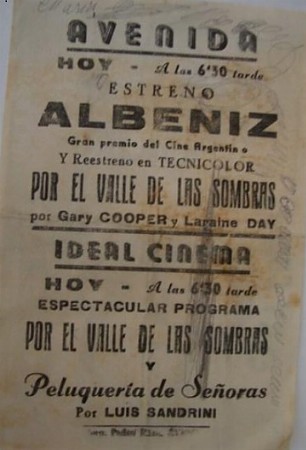 AVENIDA
HOY - A las 6'30 tarde
ESTRENO
ALBENIZ
Gran premio del Cine Argentino
Y Reestreno en TECNICOLOR
POR EL VALLE DE LAS SOMBRAS
por Gary COOPER y Laraine DAY
IDEAL CINEMA
HOY - A las 6'30 tarde
ESPECTACULAR PROGRAMA
POR EL VALLE DE LAS SOMBRAS
Y
Peluquería de Señoras
Por LUIS SANDRINI